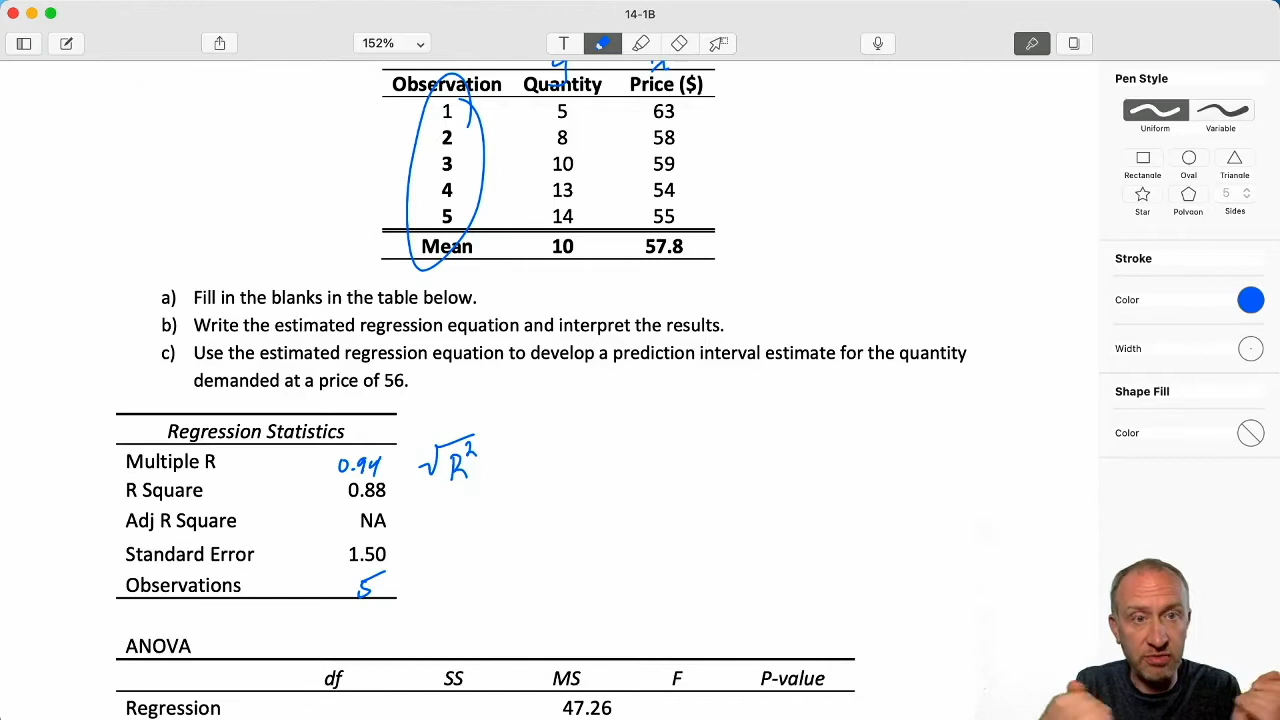 14-1B
152%
T
Pen Style
y x
Observation Quantity Price ($)
1 5 63
2 8 58
3 10 59
4 13 54
5 14 55
Mean 10 57.8
Uniform Variable
Rectangle Oval Triangle
5
Star Polygon Sides
Stroke
Color
Width
Shape Fill
Color
a) Fill in the blanks in the table below.
b) Write the estimated regression equation and interpret the results.
c) Use the estimated regression equation to develop a prediction interval estimate for the quantity
demanded at a price of 56.
Regression Statistics
Multiple R 0.94 √R²
R Square 0.88
Adj R Square NA
Standard Error 1.50
Observations 5
ANOVA
df SS MS F P-value
Regression 47.26